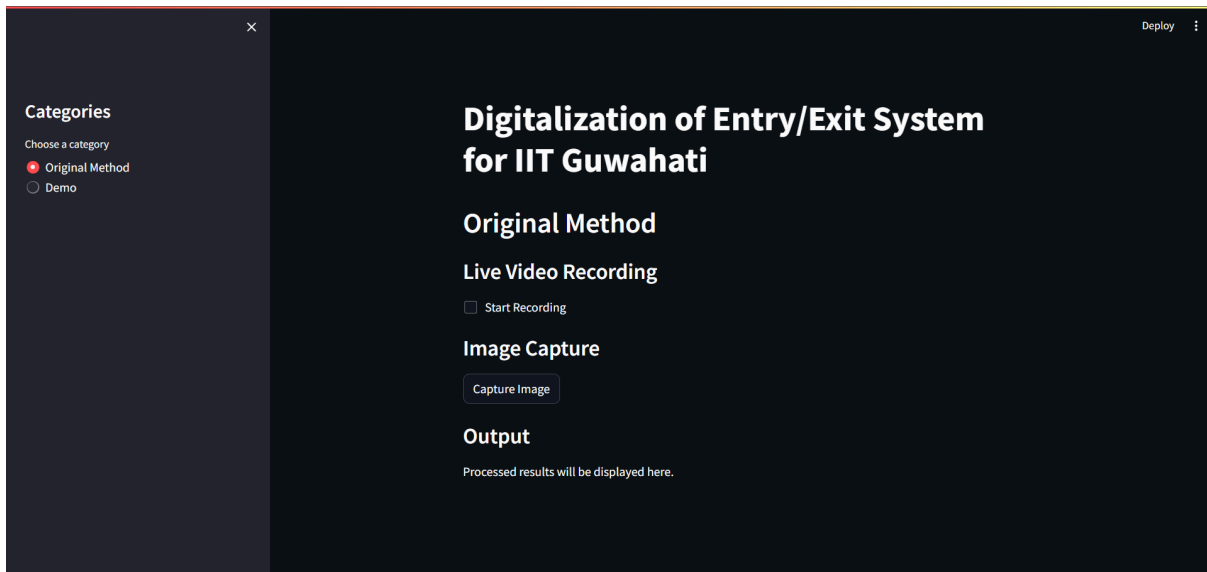 Deploy
Categories
Choose a category
Original Method
Demo
Digitalization of Entry/Exit System
for IIT Guwahati
Original Method
Live Video Recording
Start Recording
Image Capture
Capture Image
Output
Processed results will be displayed here.